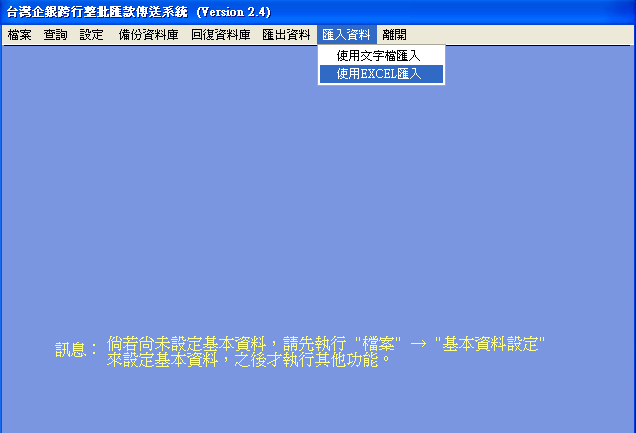 台灣企銀跨行整批匯款傳送系統 (Version 2.4)
檔案 查詢 設定 備份資料庫 回復資料庫 匯出資料 匯入資料 離開
使用文字檔匯入
使用EXCEL匯入
訊息： 倘若尚未設定基本資料，請先執行 "檔案" → "基本資料設定"
來設定基本資料，之後才執行其他功能。